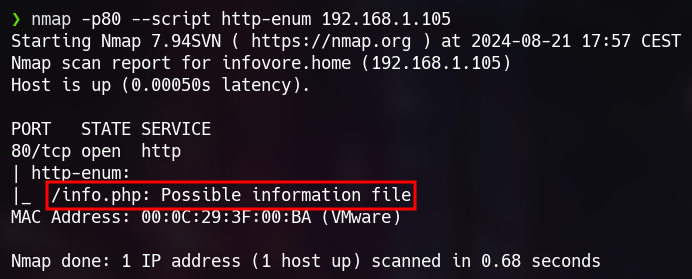 ❯ nmap -p80 --script http-enum 192.168.1.105
Starting Nmap 7.94SVN ( https://nmap.org ) at 2024-08-21 17:57 CEST
Nmap scan report for infovore.home (192.168.1.105)
Host is up (0.00050s latency).
PORT   STATE SERVICE
80/tcp open  http
| http-enum:
|_  /info.php: Possible information file
MAC Address: 00:0C:29:3F:00:BA (VMware)
Nmap done: 1 IP address (1 host up) scanned in 0.68 seconds